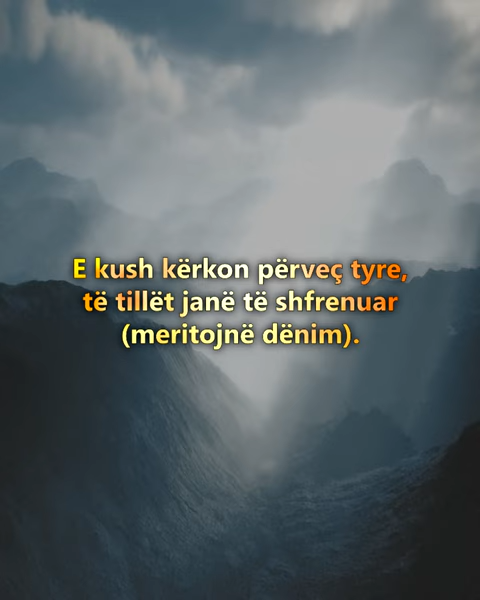 E kush kërkon përveç tyre,
të tillët janë të shfrenuar
(meritojnë dënim).